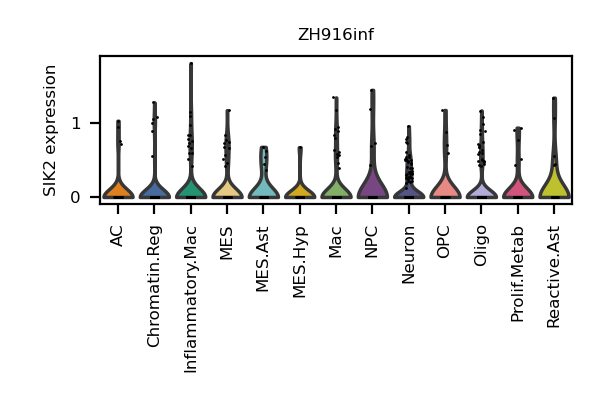 ZH916inf
SIK2 expression
1
0
AC
Chromatin.Reg
Inflammatory.Mac
MES
MES.Ast
MES.Hyp
Mac
NPC
Neuron
OPC
Oligo
Prolif.Metab
Reactive.Ast